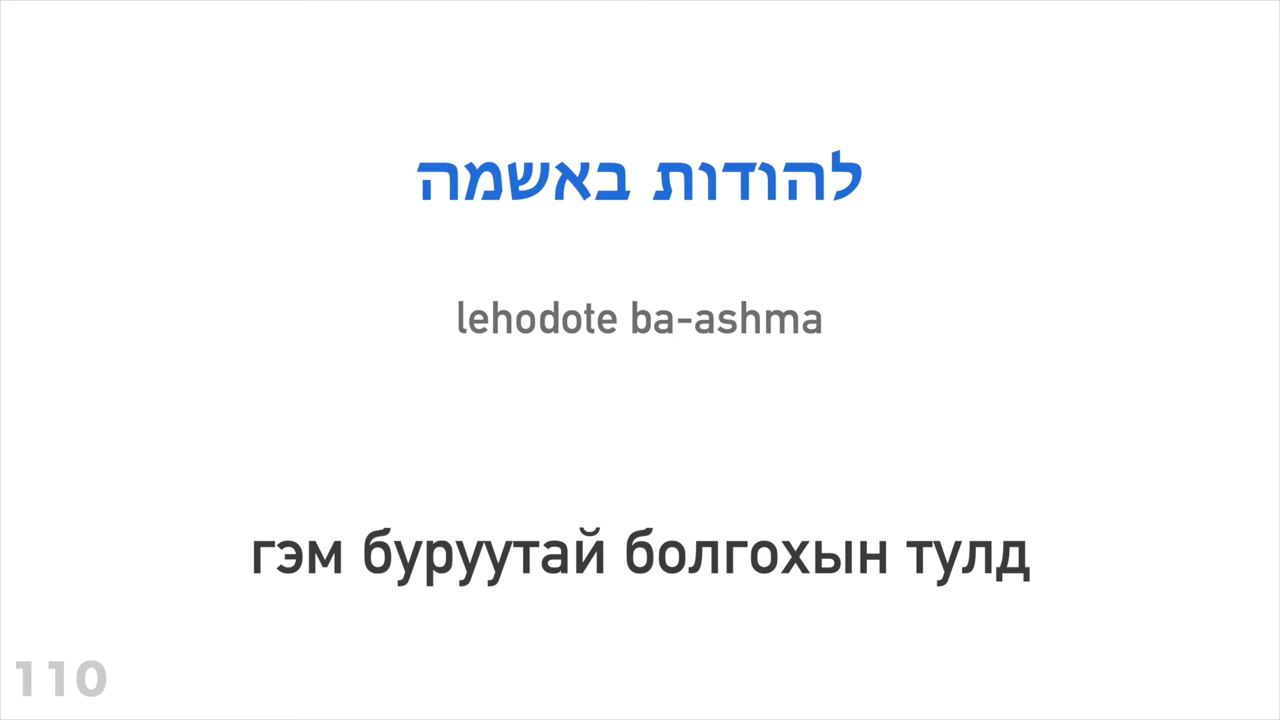 להודות באשמה
lehodote ba-ashma
гэм буруутай болгохын тулд
110